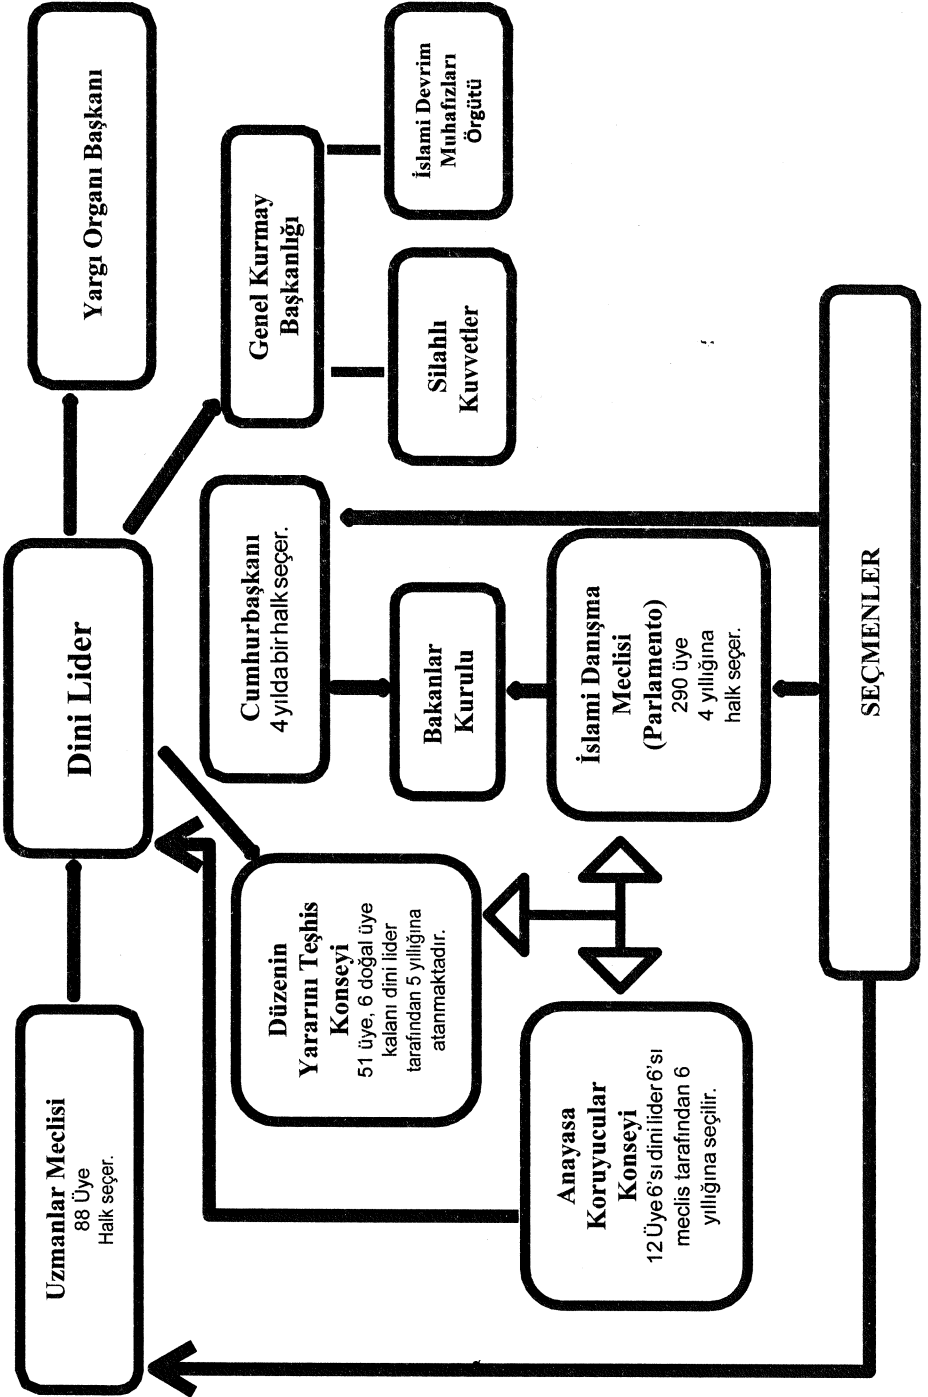 Uzmanlar Meclisi
88 Üye
Halk seçer.
Dini Lider
Yargı Organı Başkanı
Düzenin
Yararını Teşhis
Konseyi
51 üye, 6 doğal üye
kalanı dini lider
tarafından 5 yıllığına
atanmaktadır.
Cumhurbaşkanı
4 yılda bir halk seçer.
Genel Kurmay
Başkanlığı
Bakanlar
Kurulu
Silahlı
Kuvvetler
İslami Devrim
Muhafızları
Örgütü
Anayasa
Koruyucular
Konseyi
12 Üye 6'sı dini lider 6'sı
meclis tarafından 6
yıllığına seçilir.
İslami Danışma
Meclisi
(Parlamento)
290 üye
4 yıllığına
halk seçer.
SEÇMENLER